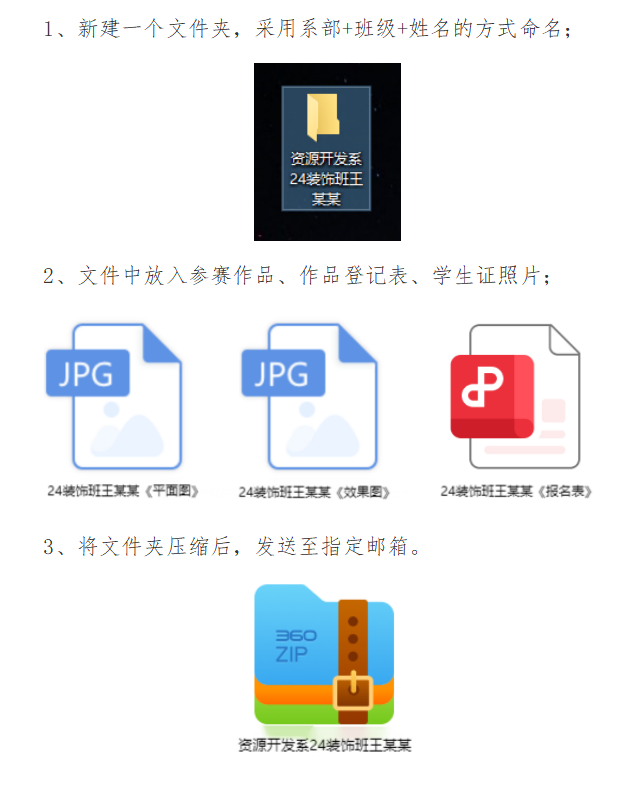 1、新建一个文件夹，采用系部+班级+姓名的方式命名；
资源开发系
24装饰班王
某某
2、文件中放入参赛作品、作品登记表、学生证照片；
JPG
JPG
24装饰班王某某《平面图》
24装饰班王某某《效果图》
24装饰班王某某《报名表》
3、将文件夹压缩后，发送至指定邮箱。
360
ZIP
资源开发系24装饰班王某某